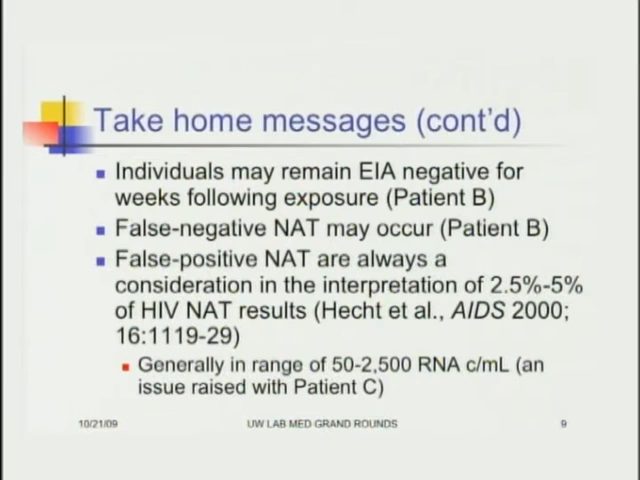 Take home messages (cont'd)
Individuals may remain EIA negative for
weeks following exposure (Patient B)
False-negative NAT may occur (Patient B)
False-positive NAT are always a
consideration in the interpretation of 2.5%-5%
of HIV NAT results (Hecht et al., AIDS 2000;
16:1119-29)
Generally in range of 50-2,500 RNA c/mL (an
issue raised with Patient C)
10/21/09 UW LAB MED GRAND ROUNDS 9